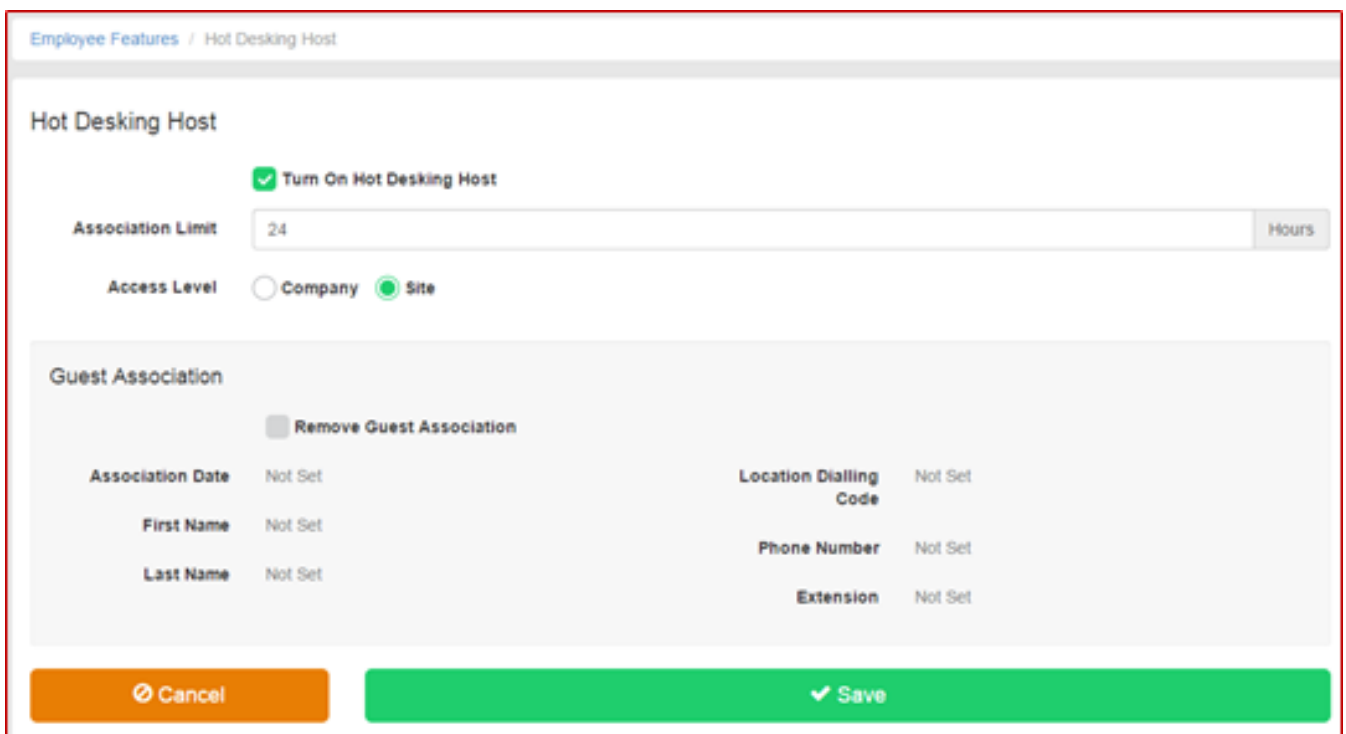 Employee Features / Hot Desking Host
Hot Desking Host
Turn On Hot Desking Host
Association Limit 24 Hours
Access Level Company Site
Guest Association
Remove Guest Association
Association Date Not Set
First Name Not Set
Last Name Not Set
Location Dialling
Code
Not Set
Phone Number Not Set
Extension Not Set
Cancel
Save